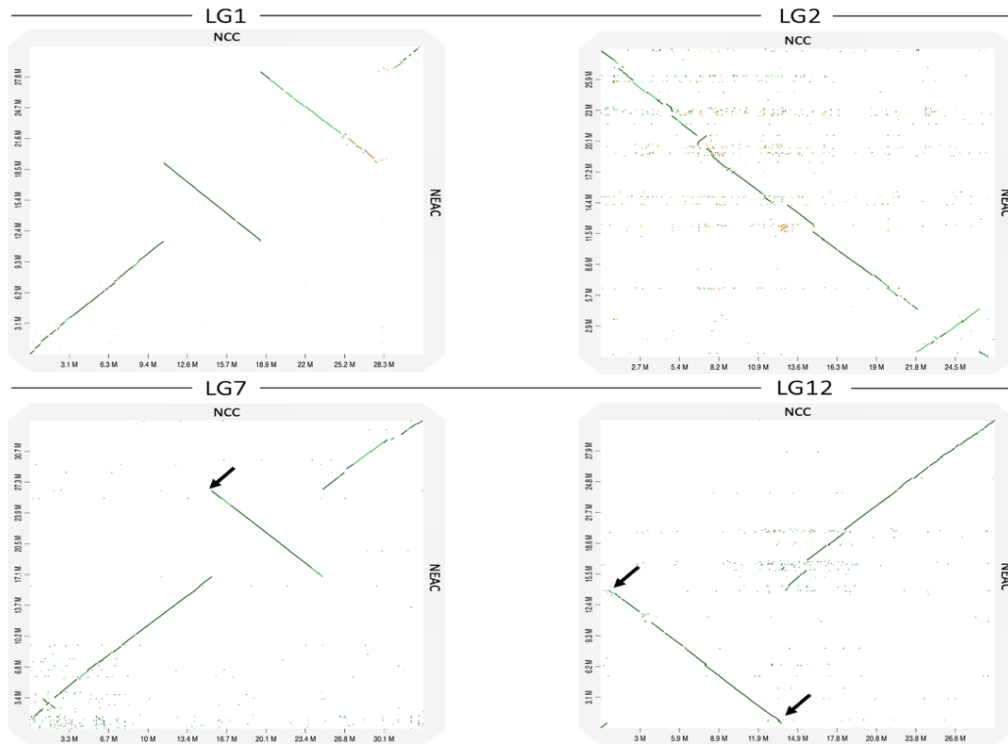 LG1
NCC
27.8 M
24.7 M
21.6 M
18.5 M
15.4 M
12.4 M
9.3 M
6.2 M
3.1 M
NEAC
3.1 M 6.3 M 9.4 M 12.6 M 15.7 M 18.9 M 22 M 25.2 M 28.3 M
LG2
NCC
25.9 M
23 M
20.1 M
17.2 M
14.4 M
11.5 M
8.6 M
5.7 M
2.9 M
NEAC
2.7 M 5.4 M 8.2 M 10.9 M 13.6 M 16.3 M 19 M 21.8 M 24.5 M
LG7
NCC
30.7 M
27.3 M
23.9 M
20.5 M
17.1 M
13.7 M
10.2 M
6.8 M
3.4 M
NEAC
3.3 M 6.7 M 10 M 13.4 M 16.7 M 20.1 M 23.4 M 26.8 M 30.1 M
LG12
NCC
27.9 M
24.8 M
21.7 M
18.6 M
15.5 M
12.4 M
9.3 M
6.2 M
3.1 M
NEAC
3 M 5.9 M 8.9 M 11.9 M 14.9 M 17.8 M 20.8 M 23.8 M 26.8 M